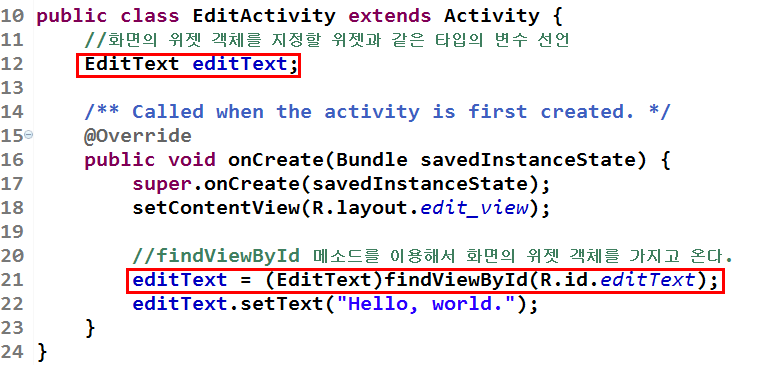 10 public class EditActivity extends Activity {
11     //화면의 위젯 객체를 지정할 위젯과 같은 타입의 변수 선언
12     EditText editText;
13
14     /** Called when the activity is first created. */
15     @Override
16     public void onCreate(Bundle savedInstanceState) {
17         super.onCreate(savedInstanceState);
18         setContentView(R.layout.edit_view);
19
20         //findViewById 메소드를 이용해서 화면의 위젯 객체를 가지고 온다.
21         editText = (EditText)findViewById(R.id.editText);
22         editText.setText("Hello, world.");
23     }
24 }